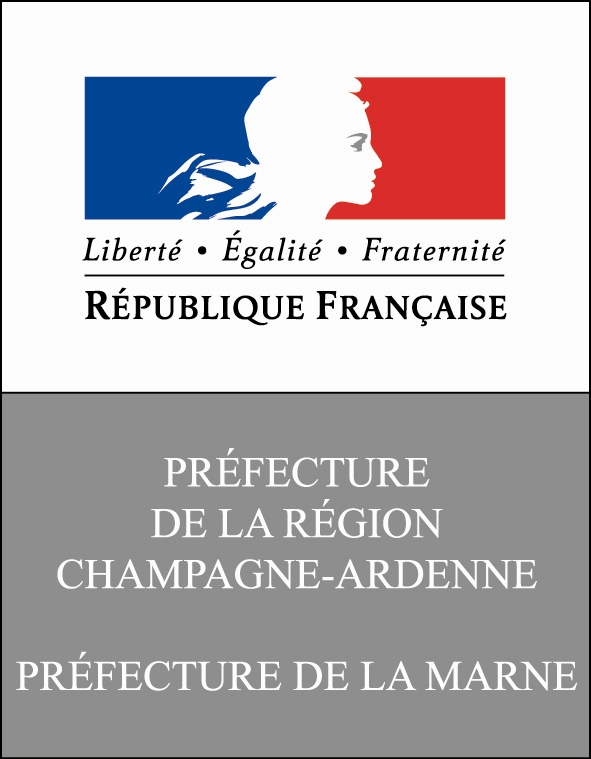 Liberté • Égalité • Fraternité
RÉPUBLIQUE FRANÇAISE
PRÉFECTURE
DE LA RÉGION
CHAMPAGNE-ARDENNE
PRÉFECTURE DE LA MARNE